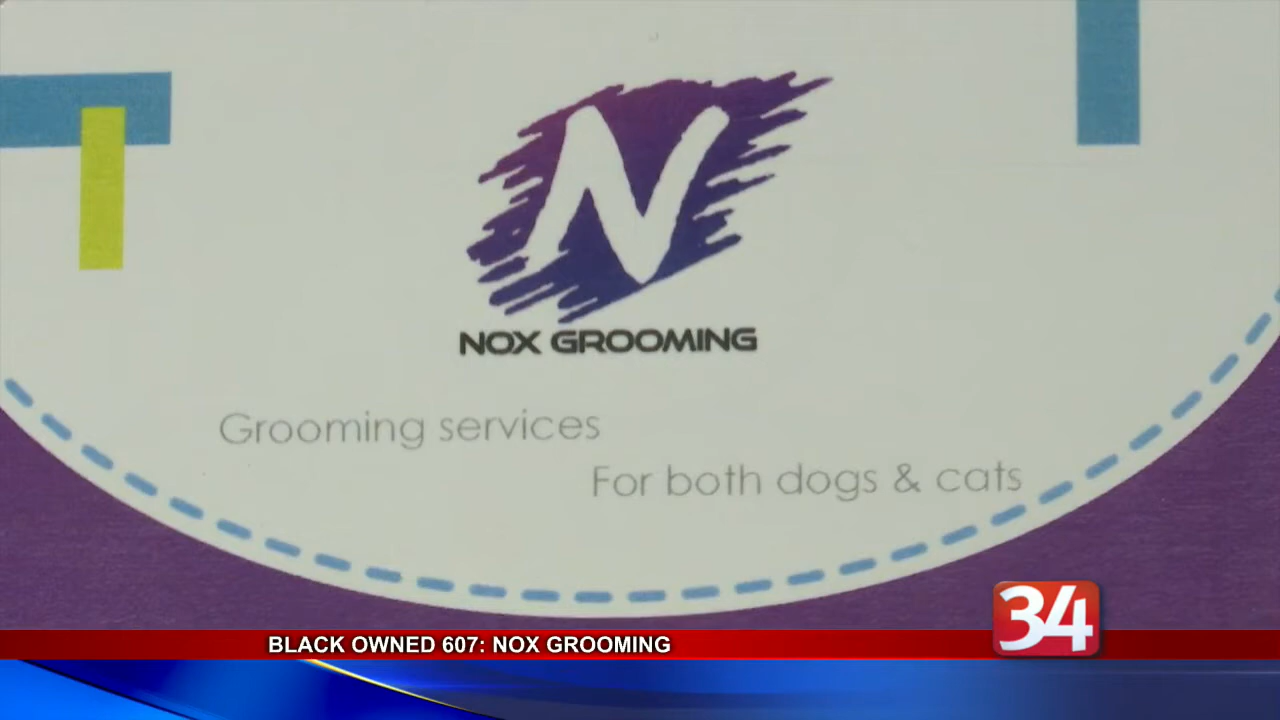 N
NOX GROOMING
Grooming services
For both dogs & cats
34
BLACK OWNED 607: NOX GROOMING